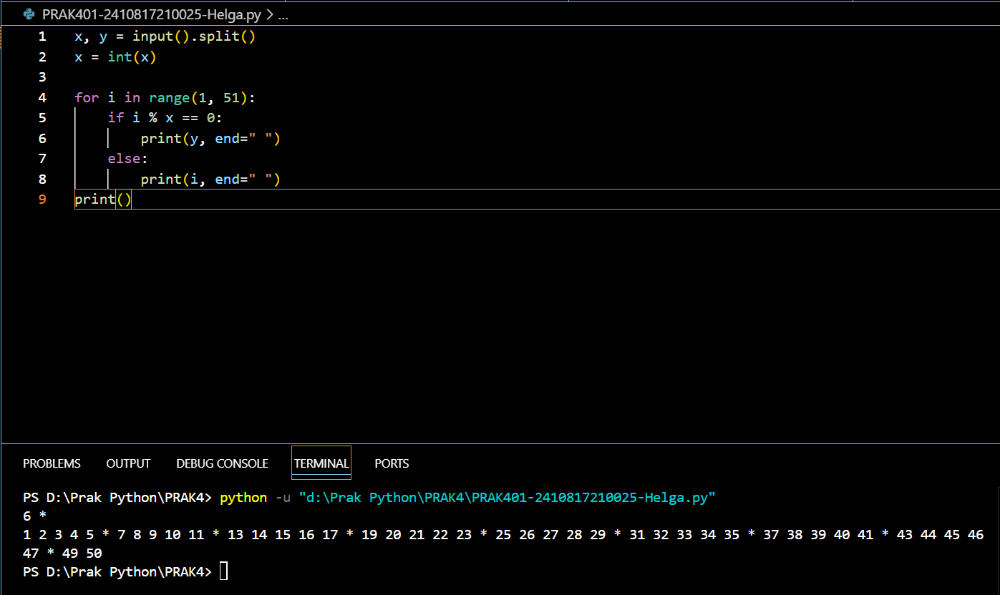 PRAK401-2410817210025-Helga.py > ...
1 x, y = input().split()
2 x = int(x)
3
4 for i in range(1, 51):
5     if i % x == 0:
6         print(y, end=" ")
7     else:
8         print(i, end=" ")
9 print()
PROBLEMS OUTPUT DEBUG CONSOLE TERMINAL PORTS
PS D:\Prak Python\PRAK4> python -u "d:\Prak Python\PRAK4\PRAK401-2410817210025-Helga.py"
6 *
1 2 3 4 5 * 7 8 9 10 11 * 13 14 15 16 17 * 19 20 21 22 23 * 25 26 27 28 29 * 31 32 33 34 35 * 37 38 39 40 41 * 43 44 45 46
47 * 49 50
PS D:\Prak Python\PRAK4>